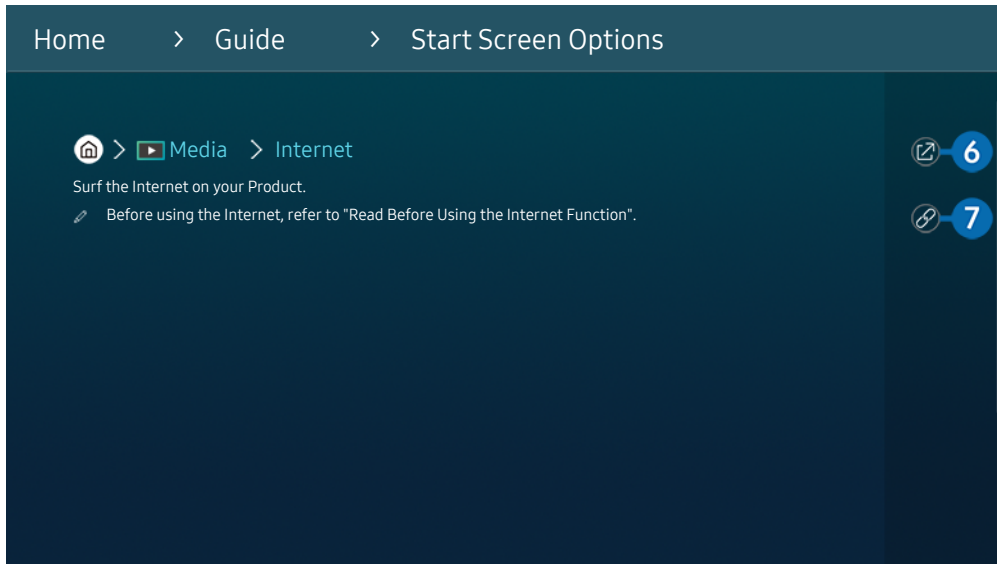 Home > Guide > Start Screen Options
> Media > Internet
6
Surf the Internet on your Product.
Before using the Internet, refer to "Read Before Using the Internet Function".
7